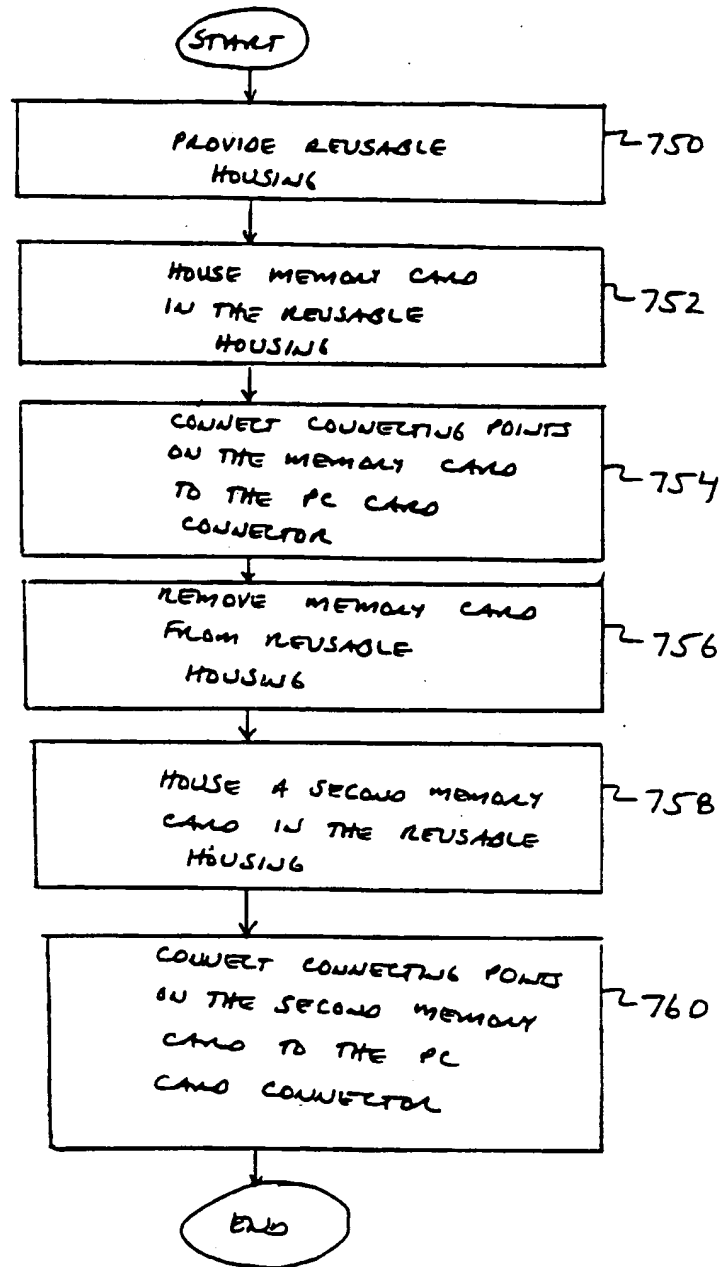 START
PROVIDE REUSABLE
HOUSING
750
HOUSE MEMORY CARD
IN THE REUSABLE
HOUSING
752
CONNECT CONNECTING POINTS
ON THE MEMORY CARD
TO THE PC CARD
CONNECTOR
754
REMOVE MEMORY CARD
FROM REUSABLE
HOUSING
756
HOUSE A SECOND MEMORY
CARD IN THE REUSABLE
HOUSING
758
CONNECT CONNECTING POINTS
ON THE SECOND MEMORY
CARD TO THE PC
CARD CONNECTOR
760
END